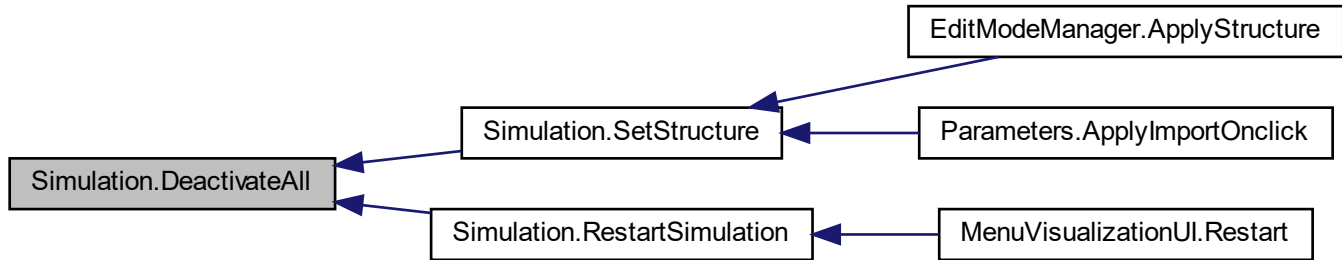 EditModeManager.ApplyStructure
Simulation.SetStructure
Parameters.ApplyImportOnclick
Simulation.DeactivateAll
Simulation.RestartSimulation
MenuVisualizationUI.Restart